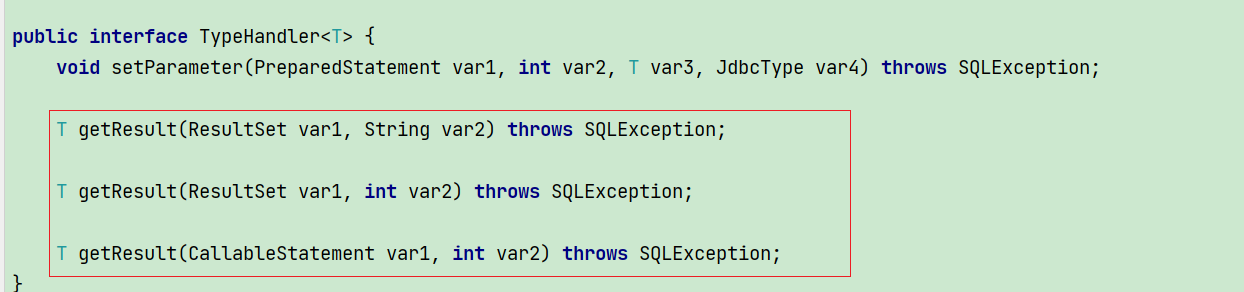 public interface TypeHandler<T> {
void setParameter(PreparedStatement var1, int var2, T var3, JdbcType var4) throws SQLException;
T getResult(ResultSet var1, String var2) throws SQLException;
T getResult(ResultSet var1, int var2) throws SQLException;
T getResult(CallableStatement var1, int var2) throws SQLException;
}